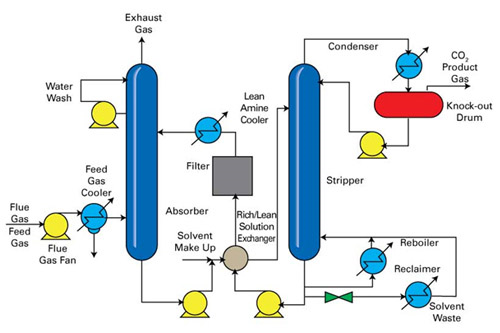 Exhaust
Gas
Condenser
CO2
Product
Gas
Water
Wash
Lean
Amine
Cooler
Knock-out
Drum
Filter
Feed
Gas
Cooler
Stripper
Flue
Gas
Feed Gas
Absorber
Rich/Lean
Solution
Exhanger
Solvent
Make Up
Flue
Gas Fan
Reboiler
Reclaimer
Solvent
Waste